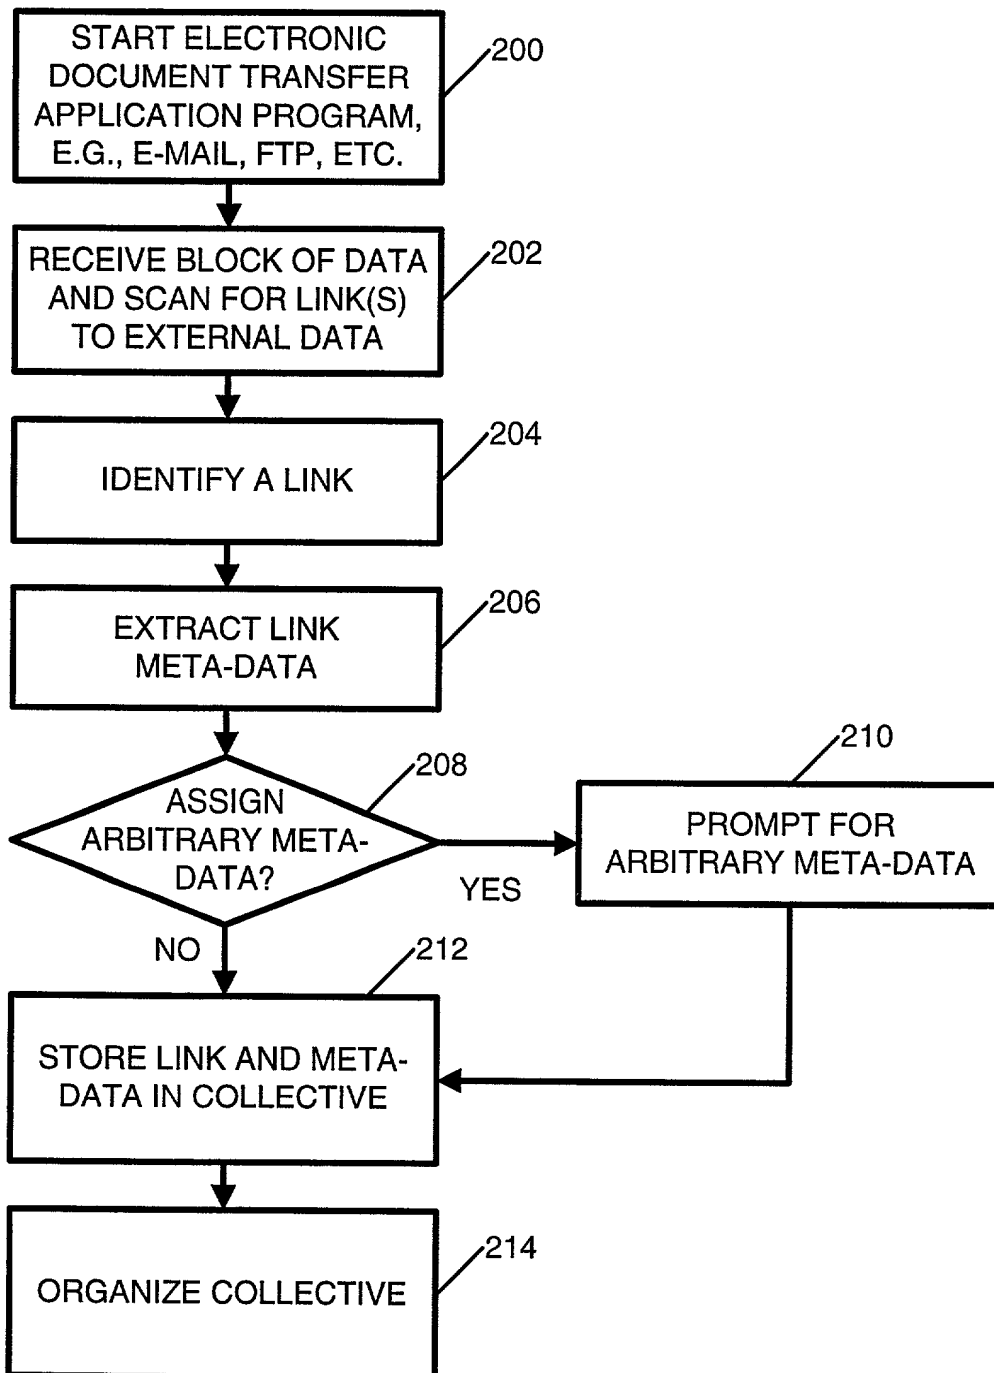 START ELECTRONIC
DOCUMENT TRANSFER
APPLICATION PROGRAM,
E.G., E-MAIL, FTP, ETC.
200
RECEIVE BLOCK OF DATA
AND SCAN FOR LINK(S)
TO EXTERNAL DATA
202
IDENTIFY A LINK
204
EXTRACT LINK
META-DATA
206
ASSIGN
ARBITRARY META-
DATA?
208
YES
NO
PROMPT FOR
ARBITRARY META-DATA
210
STORE LINK AND META-
DATA IN COLLECTIVE
212
ORGANIZE COLLECTIVE
214